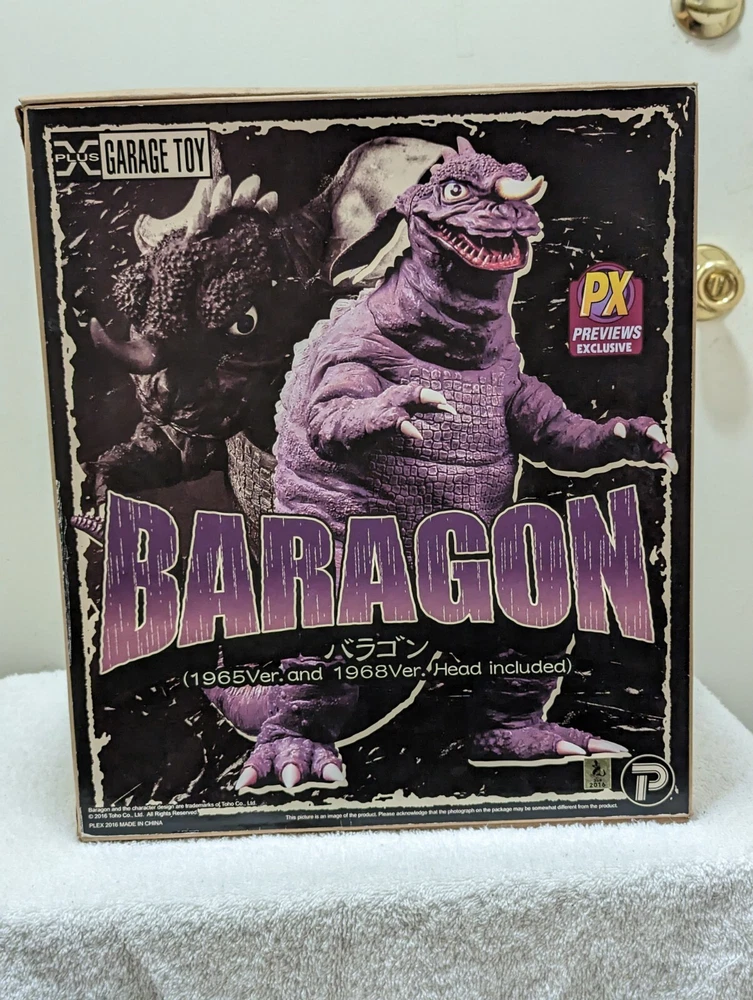 X PLUS GARAGE TOY
PX
PREVIEWS
EXCLUSIVE
BARAGON
バラゴン
(1965Ver.and 1968Ver. Head included)
2016
P
Baragon and the character design are trademarks of Toho Co., Ltd.
© 2016 Toho Co., Ltd. All Rights Reserved
PLEX 2016 MADE IN CHINA
This picture is an image of the product. Please acknowledge that the photograph on the package may be somewhat different from the product.